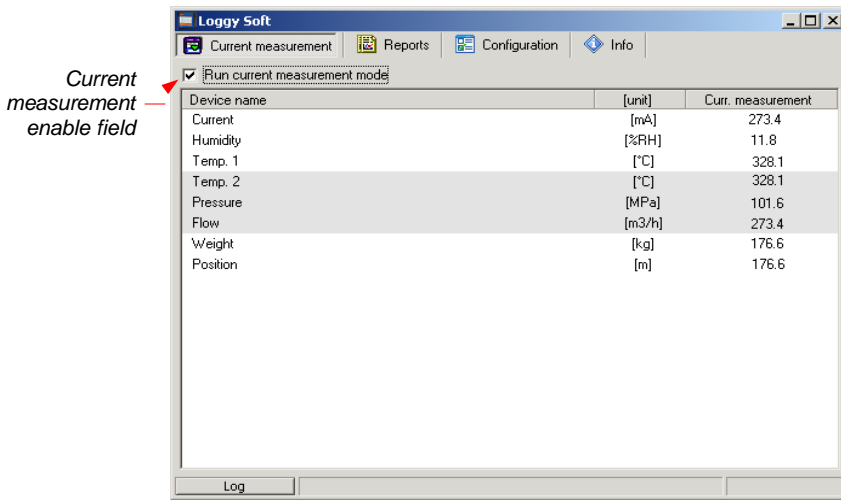 Loggy Soft
Current measurement Reports Configuration Info
Current
measurement
enable field
Run current measurement mode
Device name [unit] Curr. measurement
Current [mA] 273.4
Humidity [%RH] 11.8
Temp. 1 [°C] 328.1
Temp. 2 [°C] 328.1
Pressure [MPa] 101.6
Flow [m3/h] 273.4
Weight [kg] 176.6
Position [m] 176.6
Log